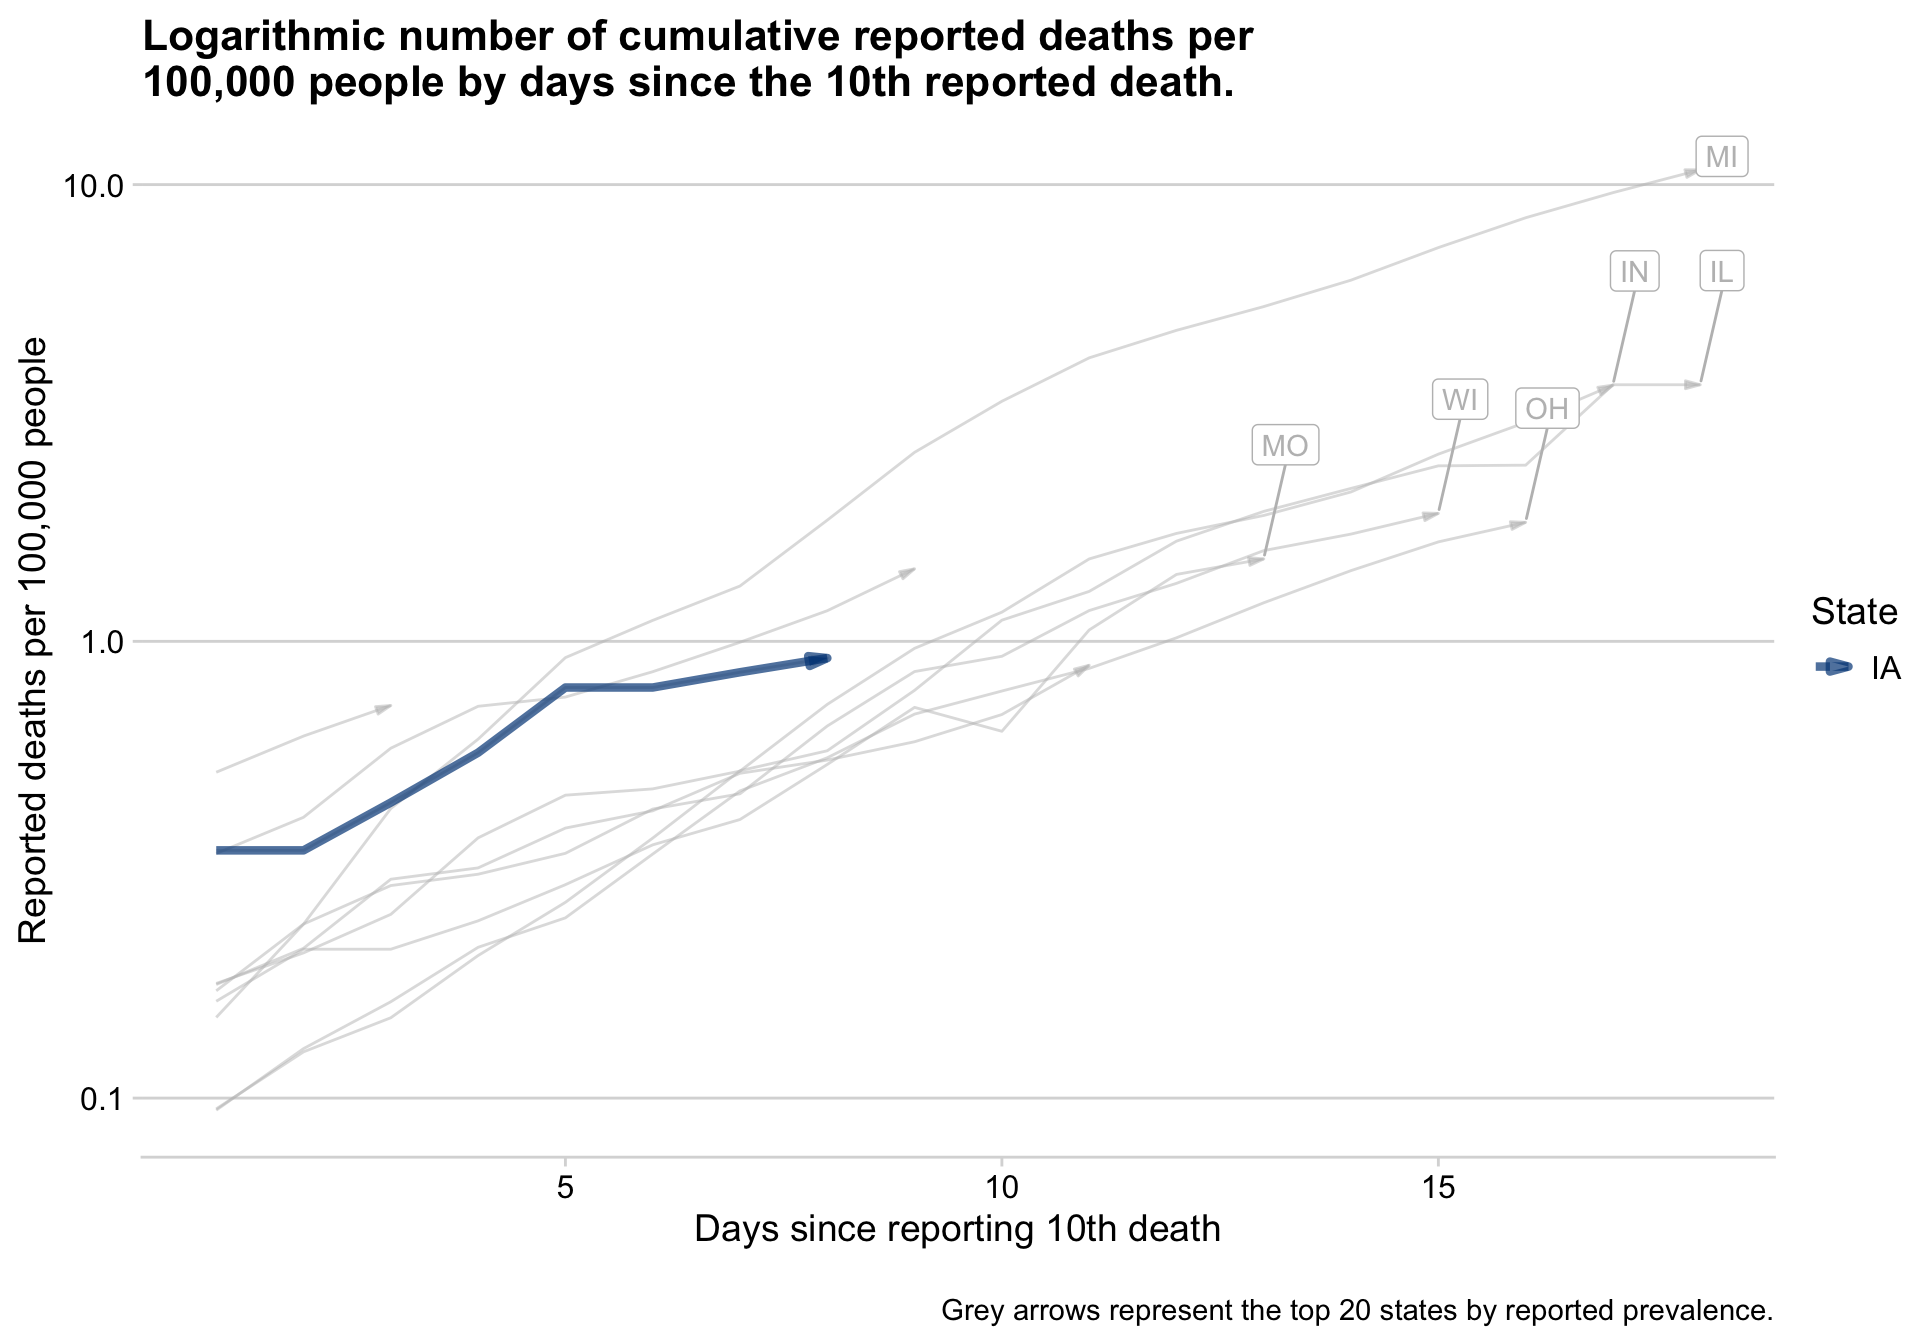 Logarithmic number of cumulative reported deaths per
100,000 people by days since the 10th reported death.
Reported deaths per 100,000 people
10.0
1.0
0.1
MI
IN
IL
WI
OH
MO
State
IA
5
10
15
Days since reporting 10th death
Grey arrows represent the top 20 states by reported prevalence.